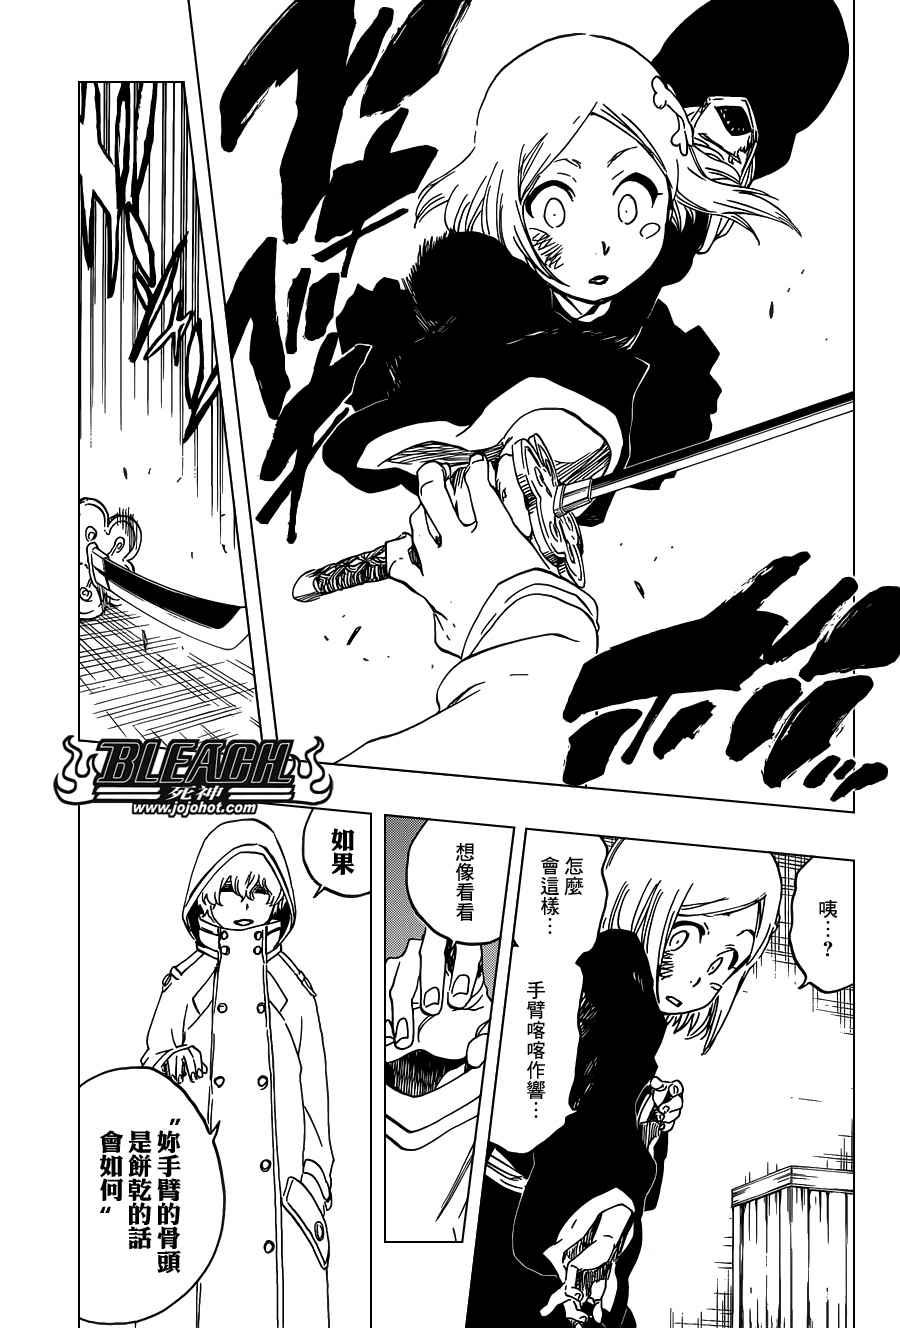 咦…?
怎麼
會這樣…
手臂喀喀作響…
想像看看
如果
"妳手臂的骨頭
是餅乾的話
會如何"
BLEACH
死神
www.jojohot.com